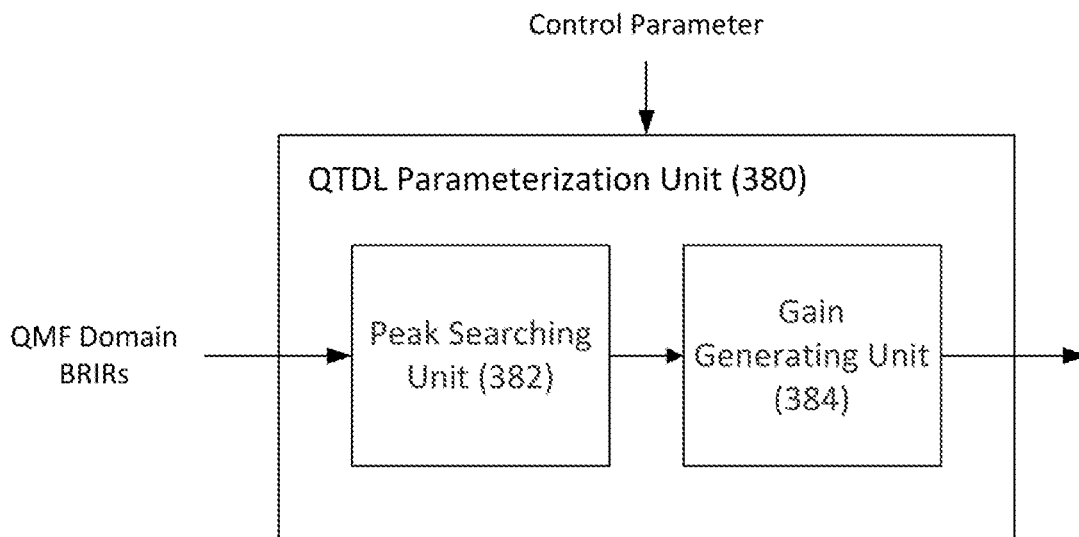 Control Parameter
QTDL Parameterization Unit (380)
QMF Domain
BRIRs
Peak Searching
Unit (382)
Gain
Generating Unit
(384)